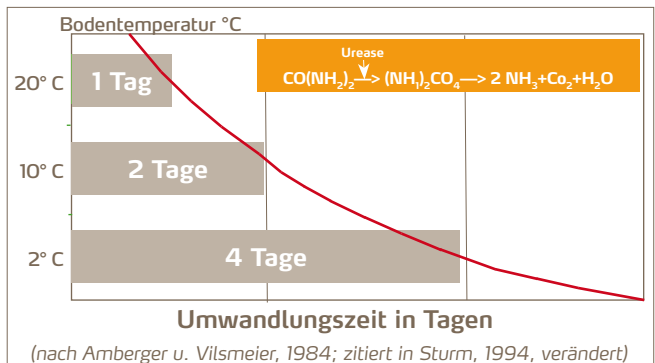 Bodentemperatur °C
Urease
CO(NH₂)₂—> (NH₁)₂CO₄—> 2 NH₃+Co₂+H₂O
20° C
1 Tag
10° C
2 Tage
2° C
4 Tage
Umwandlungszeit in Tagen
(nach Amberger u. Vilsmeier, 1984; zitiert in Sturm, 1994, verändert)